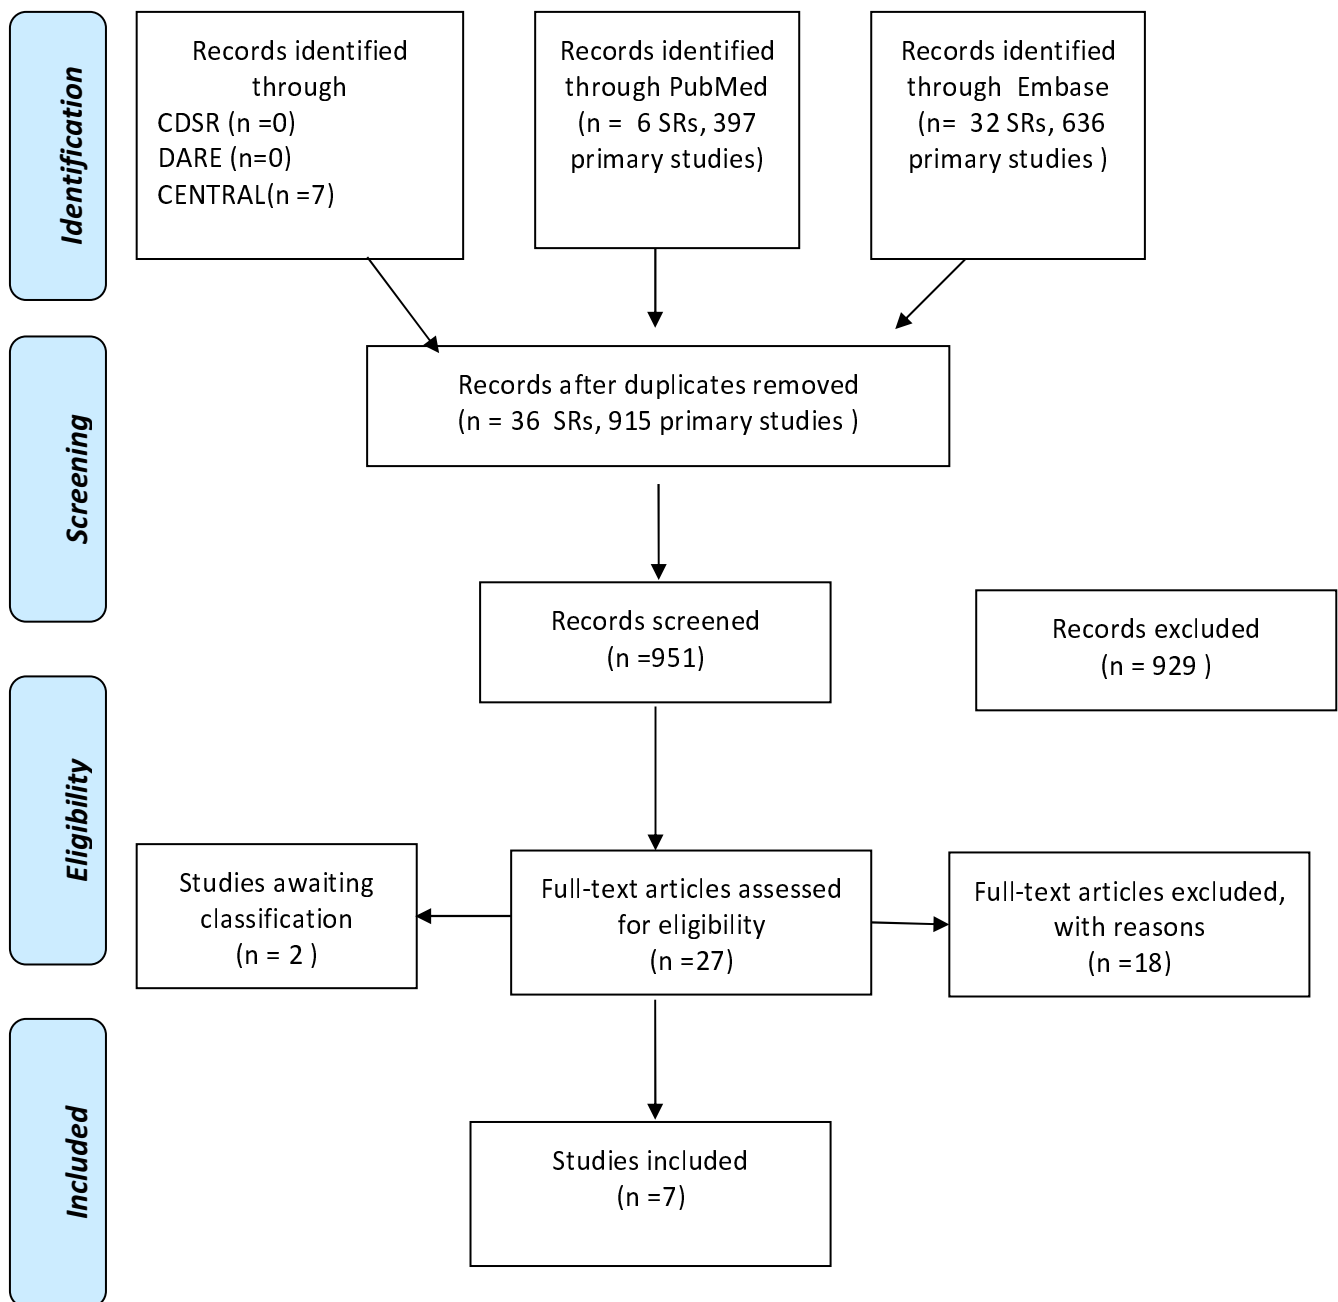 Identification
Records identified
through
CDSR (n =0)
DARE (n=0)
CENTRAL(n =7)
Records identified
through PubMed
(n = 6 SRs, 397
primary studies)
Records identified
through Embase
(n= 32 SRs, 636
primary studies )
Screening
Records after duplicates removed
(n = 36 SRs, 915 primary studies )
Records screened
(n =951)
Records excluded
(n = 929 )
Eligibility
Studies awaiting
classification
(n = 2 )
Full-text articles assessed
for eligibility
(n =27)
Full-text articles excluded,
with reasons
(n =18)
Included
Studies included
(n =7)